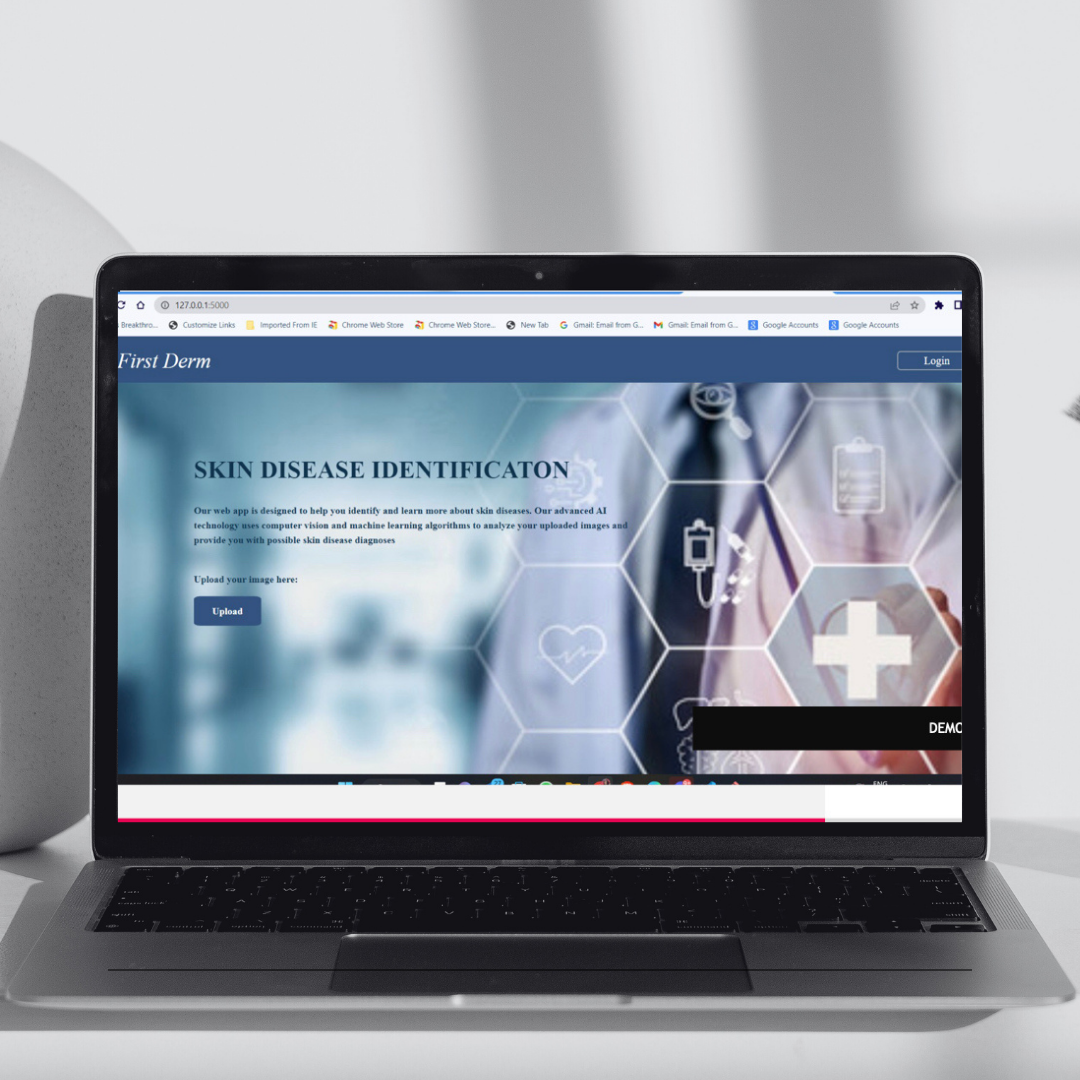 127.0.0.1:5000
Breakthro... Customize Links Imported From IE Chrome Web Store Chrome Web Store... New Tab Gmail: Email from G... Gmail: Email from G... Google Accounts Google Accounts
First Derm Login
SKIN DISEASE IDENTIFICATON
Our web app is designed to help you identify and learn more about skin diseases. Our advanced AI
technology uses computer vision and machine learning algorithms to analyze your uploaded images and
provide you with possible skin disease diagnoses
Upload your image here:
Upload
DEMO
ENG